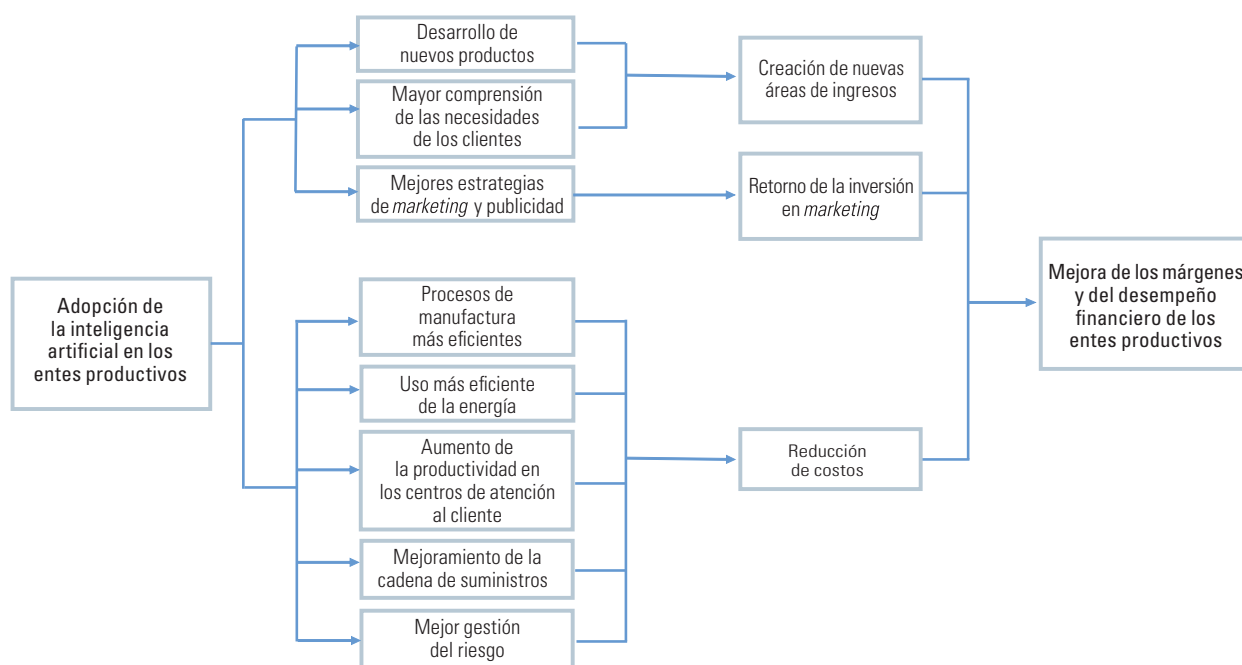 Desarrollo de
nuevos productos
Mayor comprensión
de las necesidades
de los clientes
Mejores estrategias
de marketing y publicidad
Creación de nuevas
áreas de ingresos
Retorno de la inversión
en marketing
Adopción de
la inteligencia
artificial en los
entes productivos
Procesos de
manufactura
más eficientes
Uso más eficiente
de la energía
Aumento de
la productividad en
los centros de atención
al cliente
Mejoramiento de la
cadena de suministros
Mejor gestión
del riesgo
Reducción
de costos
Mejora de los márgenes
y del desempeño
financiero de los
entes productivos